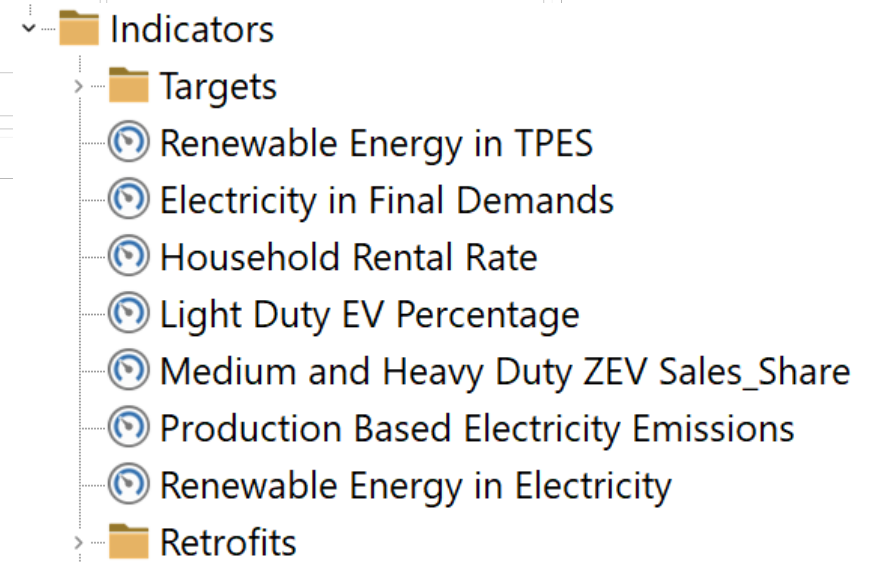 Indicators
Targets
Renewable Energy in TPES
Electricity in Final Demands
Household Rental Rate
Light Duty EV Percentage
Medium and Heavy Duty ZEV Sales_Share
Production Based Electricity Emissions
Renewable Energy in Electricity
Retrofits